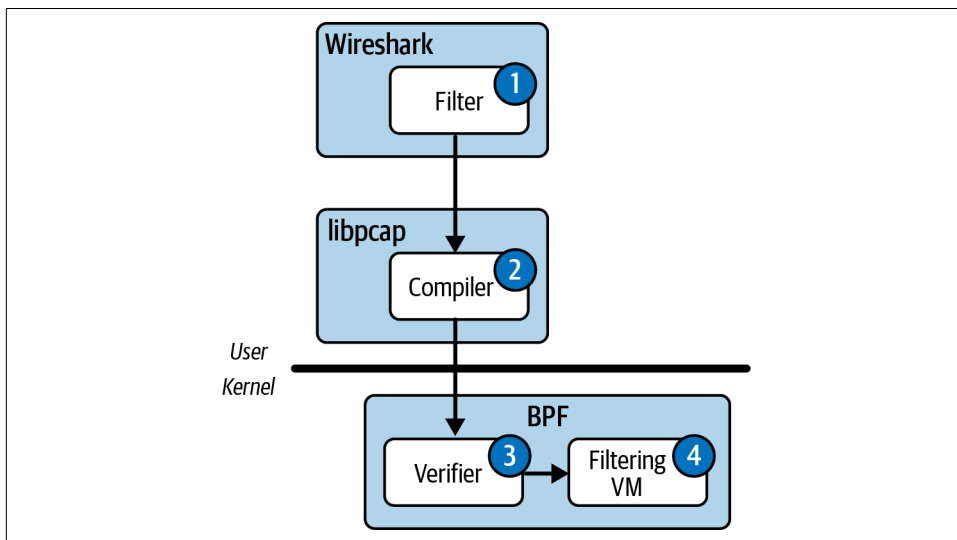 Wireshark
1
Filter
libpcap
2
Compiler
User
Kernel
BPF
3
Verifier
4
Filtering
VM